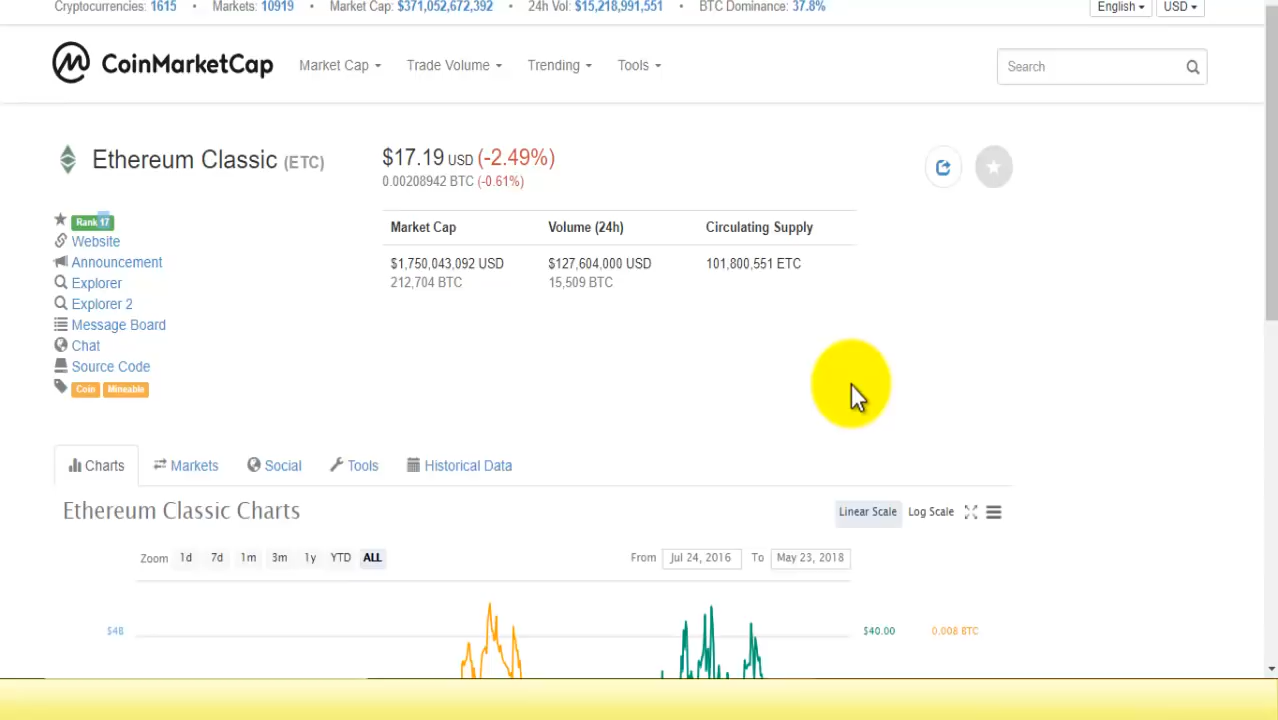 Cryptocurrencies: 1615 • Markets: 10919 • Market Cap: $371,052,672,392 • 24h Vol: $15,218,991,551 • BTC Dominance: 37.8% English USD
CoinMarketCap Market Cap Trade Volume Trending Tools Search
Ethereum Classic (ETC) $17.19 USD (-2.49%)
0.00208942 BTC (-0.61%)
Rank 17
Website
Announcement
Explorer
Explorer 2
Message Board
Chat
Source Code
Coin Mineable
Market Cap Volume (24h) Circulating Supply
$1,750,043,092 USD $127,604,000 USD 101,800,551 ETC
212,704 BTC 15,509 BTC
Charts Markets Social Tools Historical Data
Ethereum Classic Charts Linear Scale Log Scale
Zoom 1d 7d 1m 3m 1y YTD ALL From Jul 24, 2016 To May 23, 2018
$4B $40.00 0.008 BTC